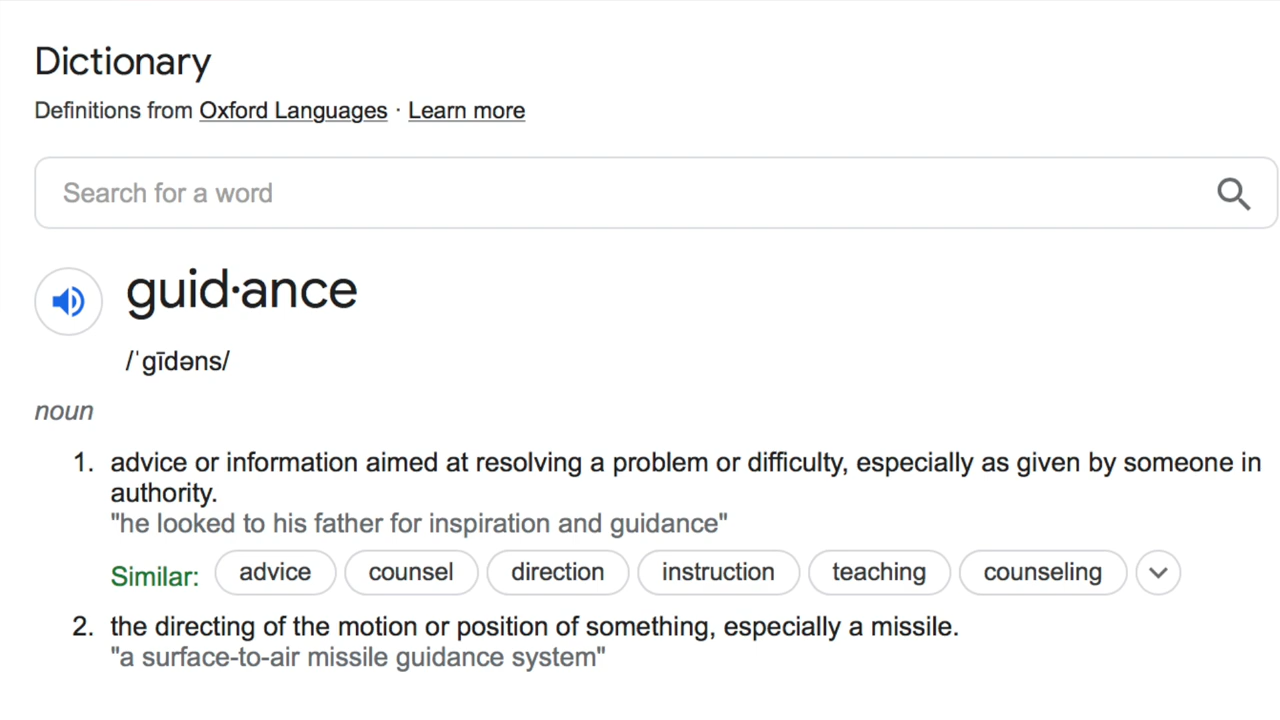 Dictionary
Definitions from Oxford Languages · Learn more
Search for a word
guid·ance
/ˈɡīdəns/
noun
1. advice or information aimed at resolving a problem or difficulty, especially as given by someone in
authority.
"he looked to his father for inspiration and guidance"
Similar: advice counsel direction instruction teaching counseling
2. the directing of the motion or position of something, especially a missile.
"a surface-to-air missile guidance system"